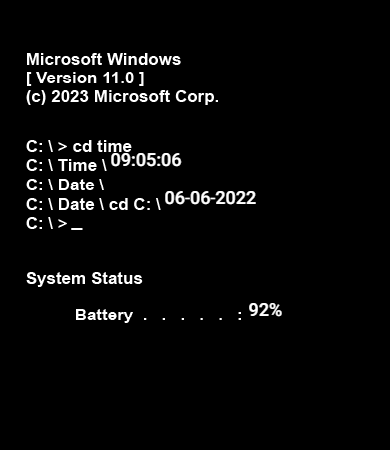 Microsoft Windows
[ Version 11.0 ]
(c) 2023 Microsoft Corp.
C: \ > cd time
C: \ Time \ 09:05:06
C: \ Date \
C: \ Date \ cd C: \ 06-06-2022
C: \ > _
System Status
Battery . . . . . : 92%